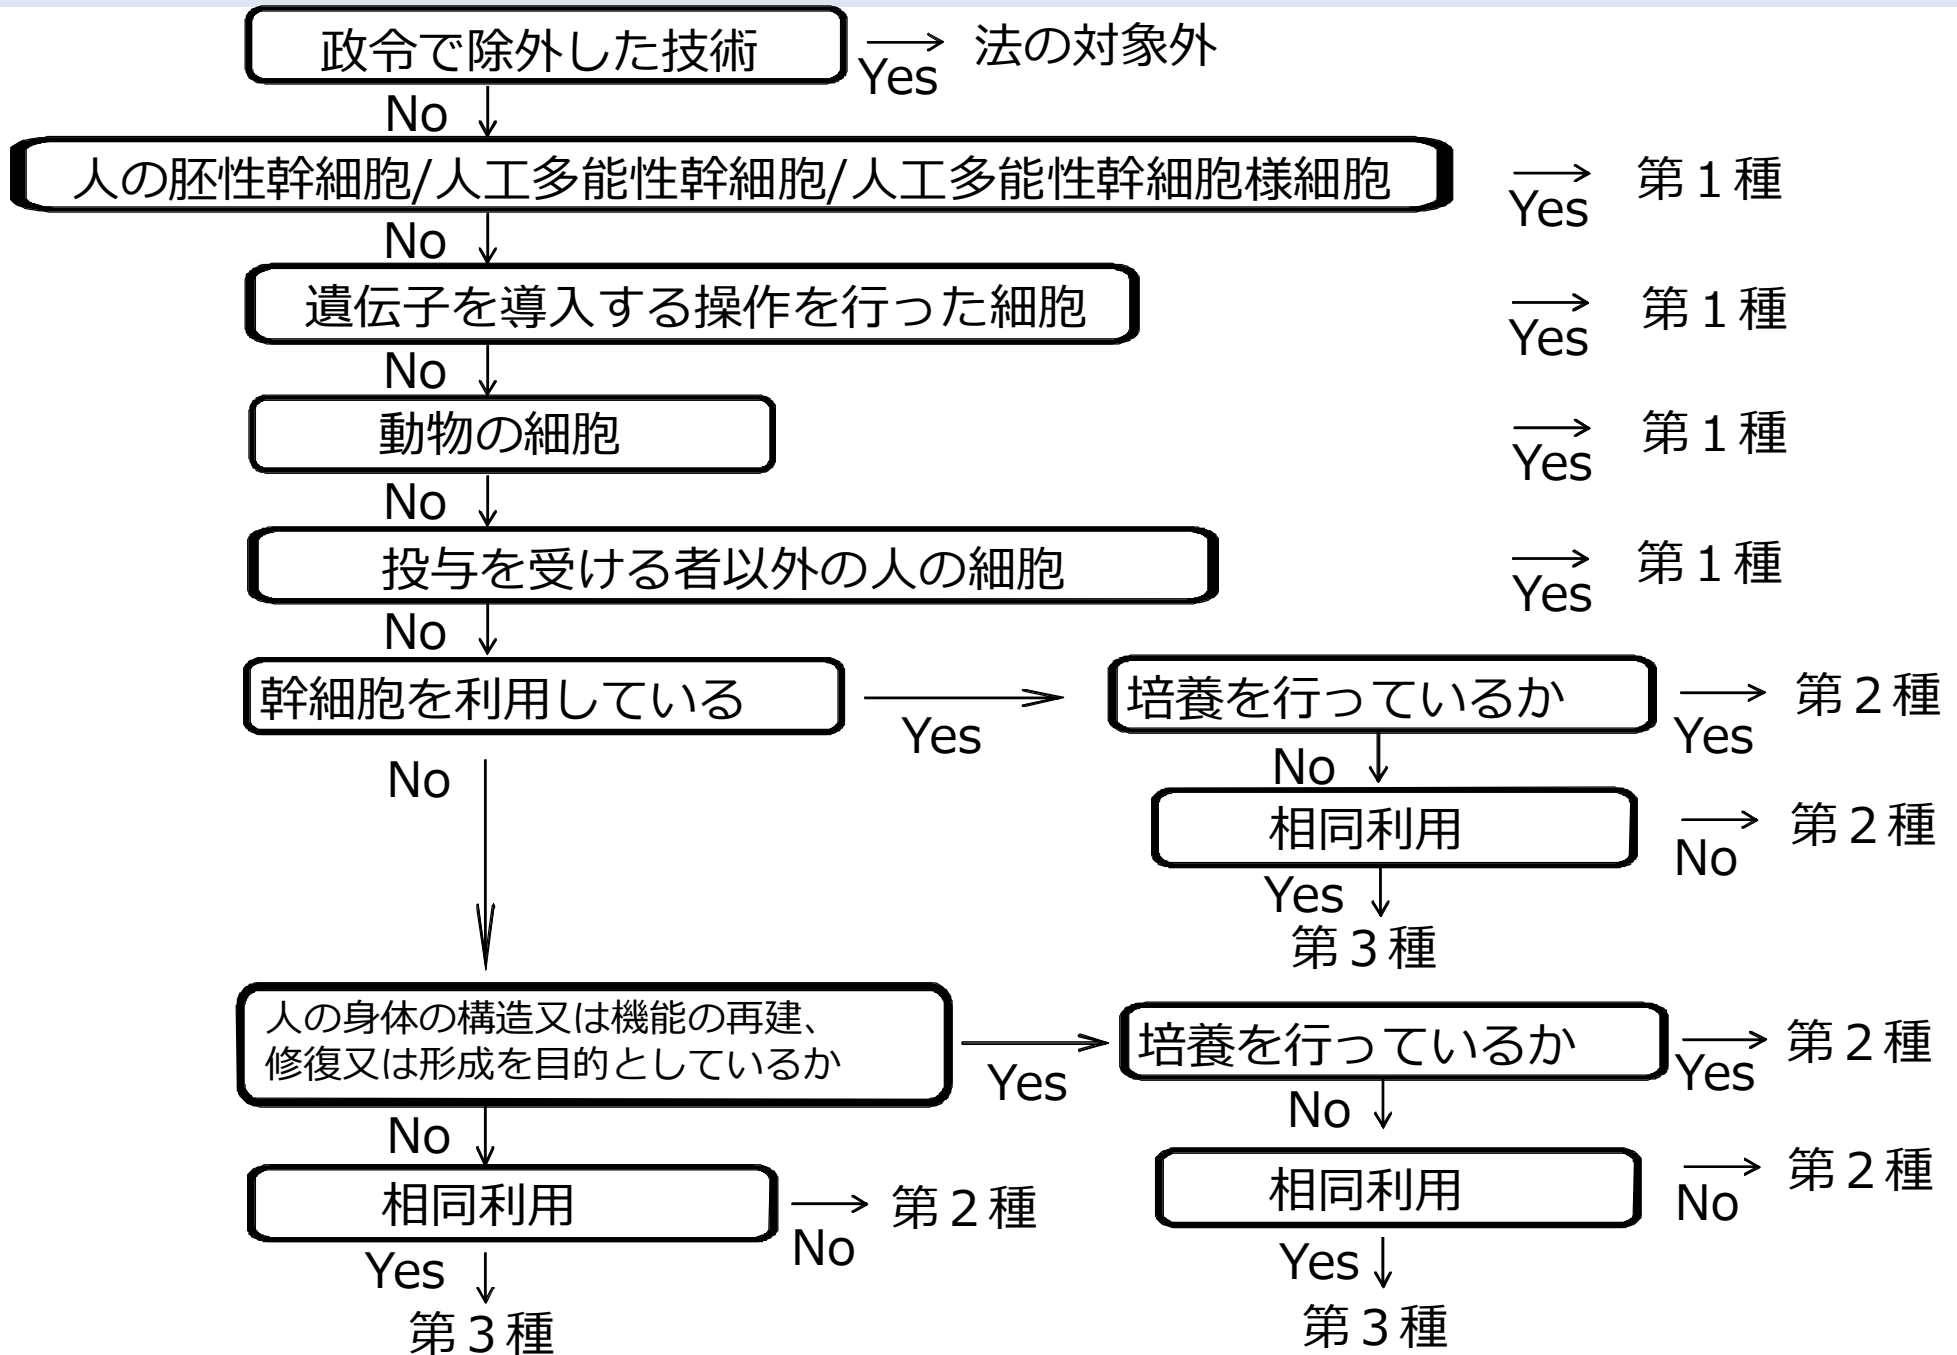 政令で除外した技術
Yes
法の対象外
No
人の胚性幹細胞/人工多能性幹細胞/人工多能性幹細胞様細胞
Yes
第１種
No
遺伝子を導入する操作を行った細胞
Yes
第１種
No
動物の細胞
Yes
第１種
No
投与を受ける者以外の人の細胞
Yes
第１種
No
幹細胞を利用している
Yes
培養を行っているか
Yes
第２種
No
No
相同利用
No
第２種
Yes
第３種
人の身体の構造又は機能の再建、
修復又は形成を目的としているか
Yes
培養を行っているか
Yes
第２種
No
No
相同利用
No
第２種
相同利用
No
第２種
Yes
第３種
Yes
第３種